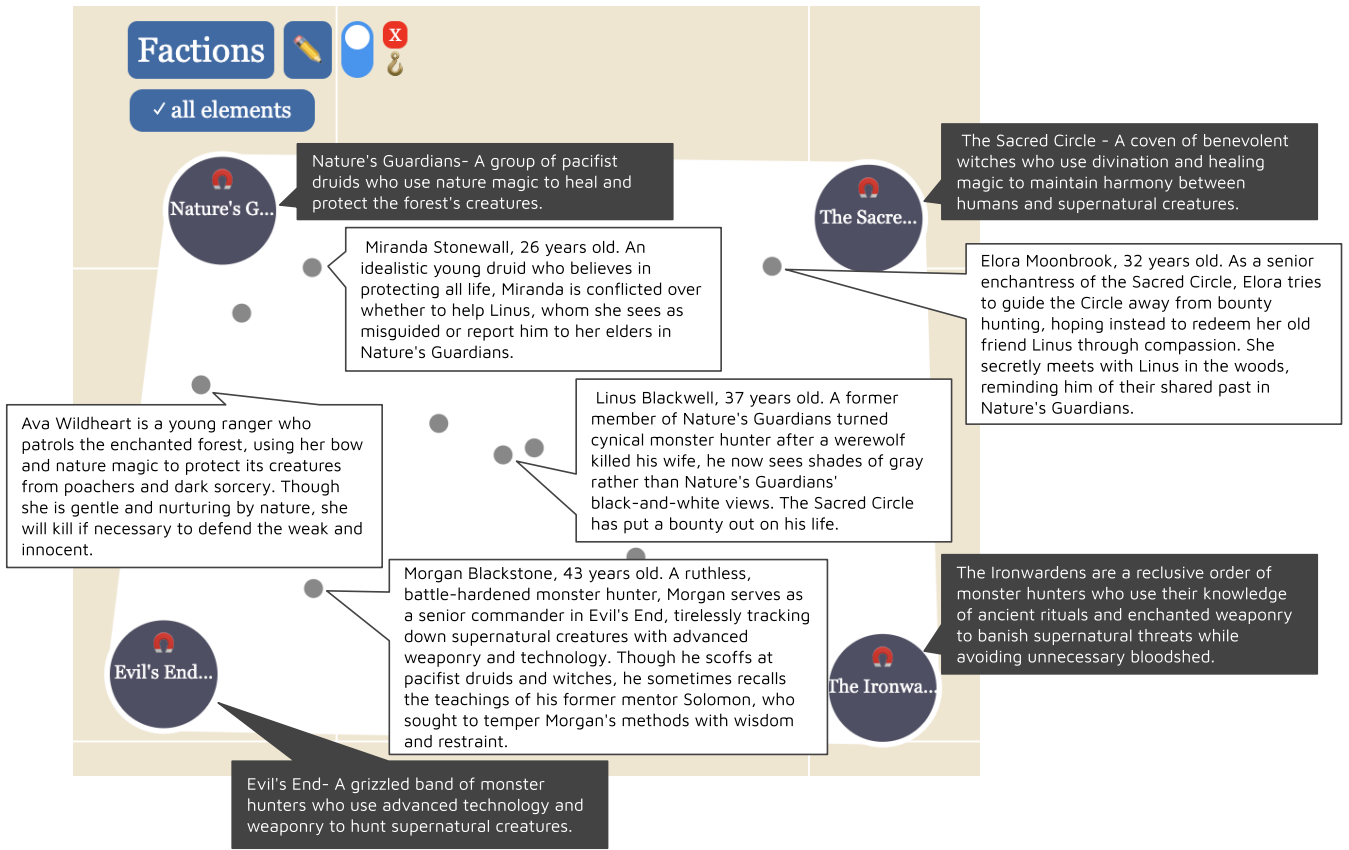 Factions
X
✓ all elements
Nature's Guardians- A group of pacifist
druids who use nature magic to heal and
protect the forest's creatures.
The Sacred Circle - A coven of benevolent
witches who use divination and healing
magic to maintain harmony between
humans and supernatural creatures.
Nature's G...
The Sacre...
Miranda Stonewall, 26 years old. An
idealistic young druid who believes in
protecting all life, Miranda is conflicted over
whether to help Linus, whom she sees as
misguided or report him to her elders in
Nature's Guardians.
Elora Moonbrook, 32 years old. As a senior
enchantress of the Sacred Circle, Elora tries
to guide the Circle away from bounty
hunting, hoping instead to redeem her old
friend Linus through compassion. She
secretly meets with Linus in the woods,
reminding him of their shared past in
Nature's Guardians.
Ava Wildheart is a young ranger who
patrols the enchanted forest, using her bow
and nature magic to protect its creatures
from poachers and dark sorcery. Though
she is gentle and nurturing by nature, she
will kill if necessary to defend the weak and
innocent.
Linus Blackwell, 37 years old. A former
member of Nature's Guardians turned
cynical monster hunter after a werewolf
killed his wife, he now sees shades of gray
rather than Nature's Guardians'
black-and-white views. The Sacred Circle
has put a bounty out on his life.
Morgan Blackstone, 43 years old. A ruthless,
battle-hardened monster hunter, Morgan serves as
a senior commander in Evil's End, tirelessly tracking
down supernatural creatures with advanced
weaponry and technology. Though he scoffs at
pacifist druids and witches, he sometimes recalls
the teachings of his former mentor Solomon, who
sought to temper Morgan's methods with wisdom
and restraint.
The Ironwardens are a reclusive order of
monster hunters who use their knowledge
of ancient rituals and enchanted weaponry
to banish supernatural threats while
avoiding unnecessary bloodshed.
Evil's End...
The Ironwa...
Evil's End- A grizzled band of monster
hunters who use advanced technology and
weaponry to hunt supernatural creatures.